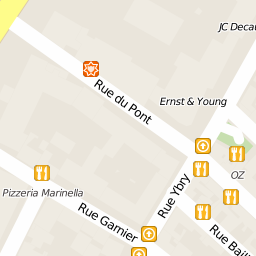 JC Decau
Ernst & Young
Rue du Pont
OZ
Pizzeria Marinella
Rue Ybry
Rue Garnier
Rue Bail